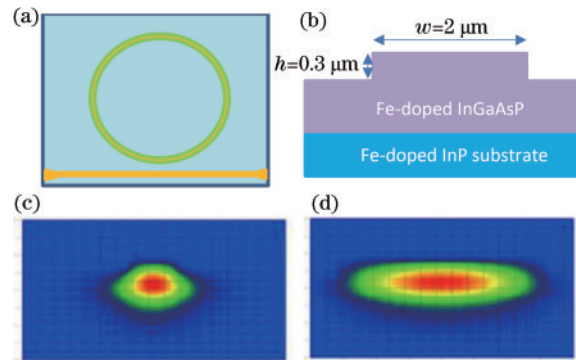 (a)
(b)
w=2 μm
h=0.3 μm
Fe-doped InGaAsP
Fe-doped InP substrate
(c)
(d)